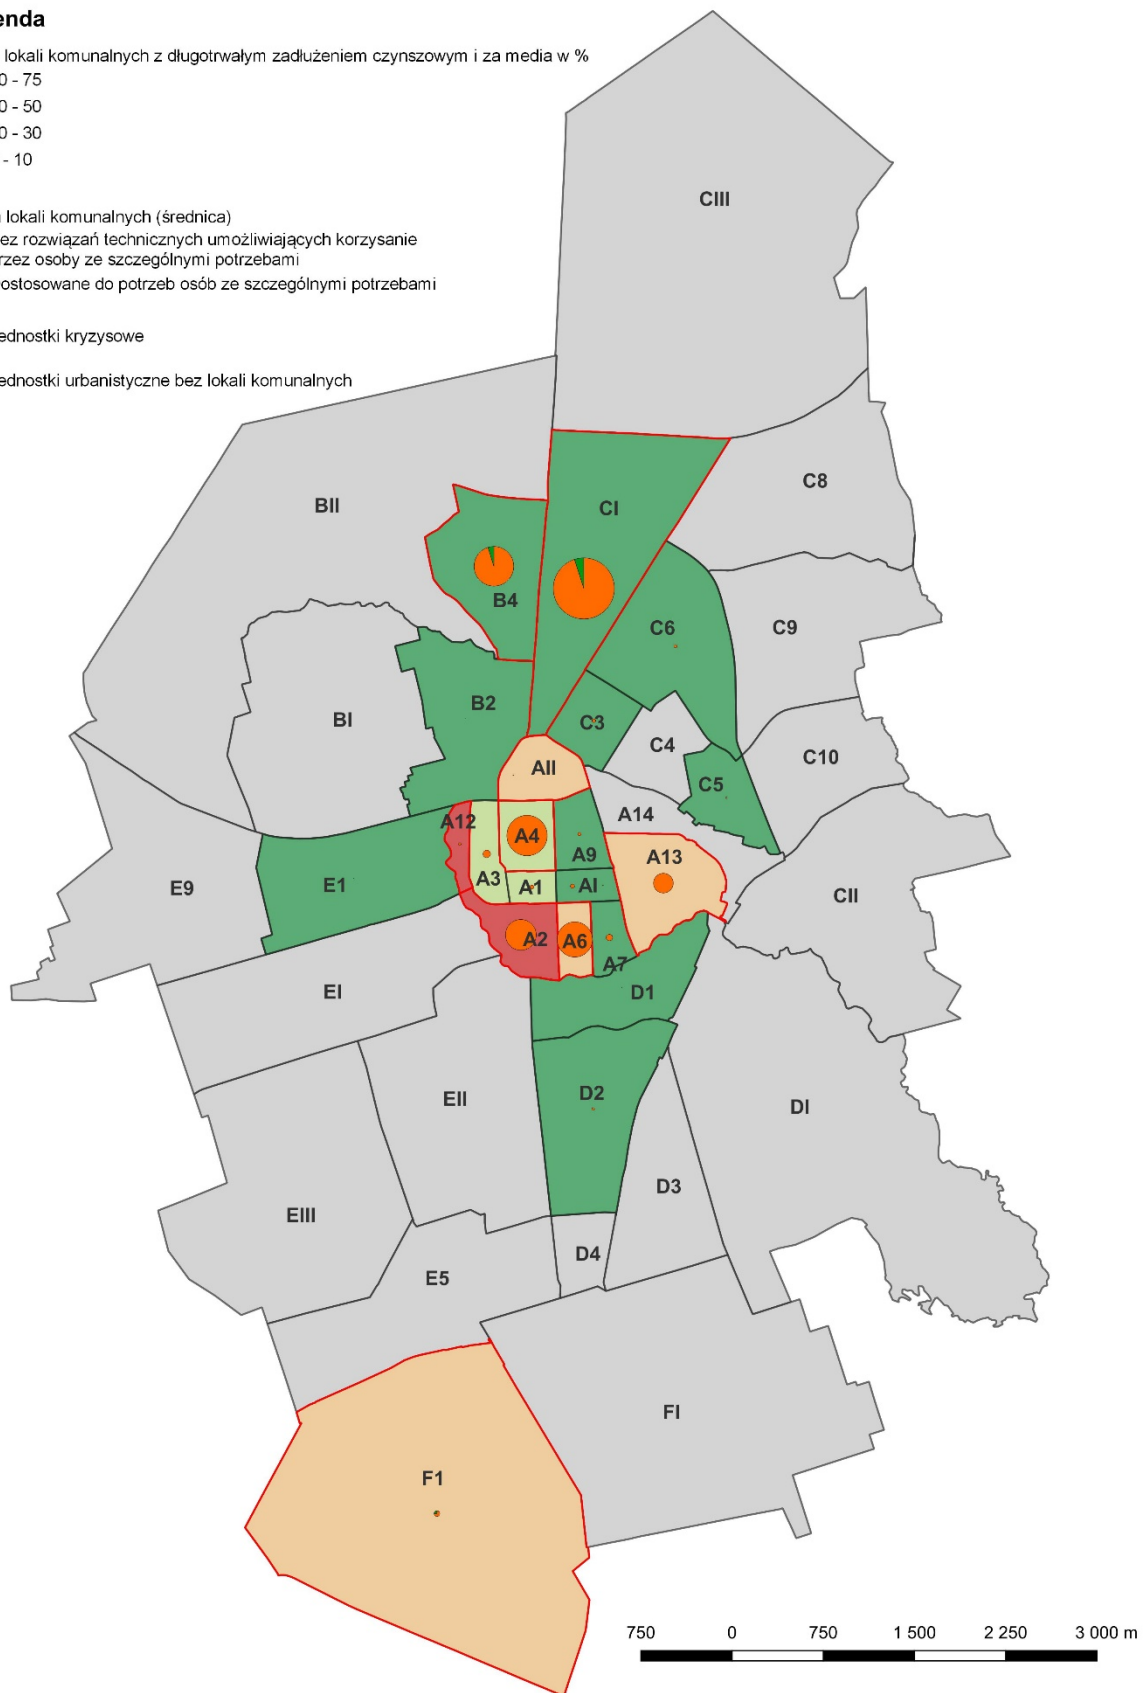 enda
lokali komunalnych z długotrwałym zadłużeniem czynszowym i za media w %
0 - 75
0 - 50
0 - 30
- 10
lokali komunalnych (średnica)
ez rozwiązań technicznych umożliwiających korzysanie
rzez osoby ze szczególnymi potrzebami
ostosowane do potrzeb osób ze szczególnymi potrzebami
ednostki kryzysowe
ednostki urbanistyczne bez lokali komunalnych
CIII
C8
BII
CI
B4
C6
C9
B2
BI
C3
C4
C10
AII
C5
A14
A12
A4
A9
A13
A3
E1
A1
AI
E9
CII
A2
A6
A7
EI
D1
D2
EII
DI
D3
EIII
D4
E5
FI
F1
750 0 750 1 500 2 250 3 000 m